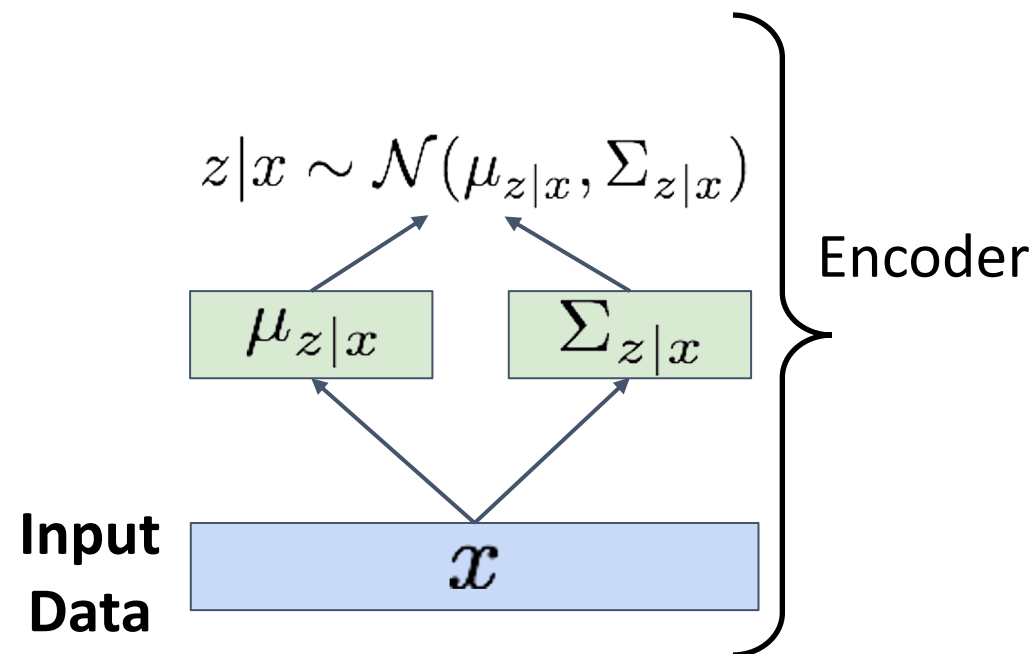 z|x ∼ 𝒩(μ_{z|x}, Σ_{z|x})
Encoder
μ_{z|x}
Σ_{z|x}
Input
Data
x